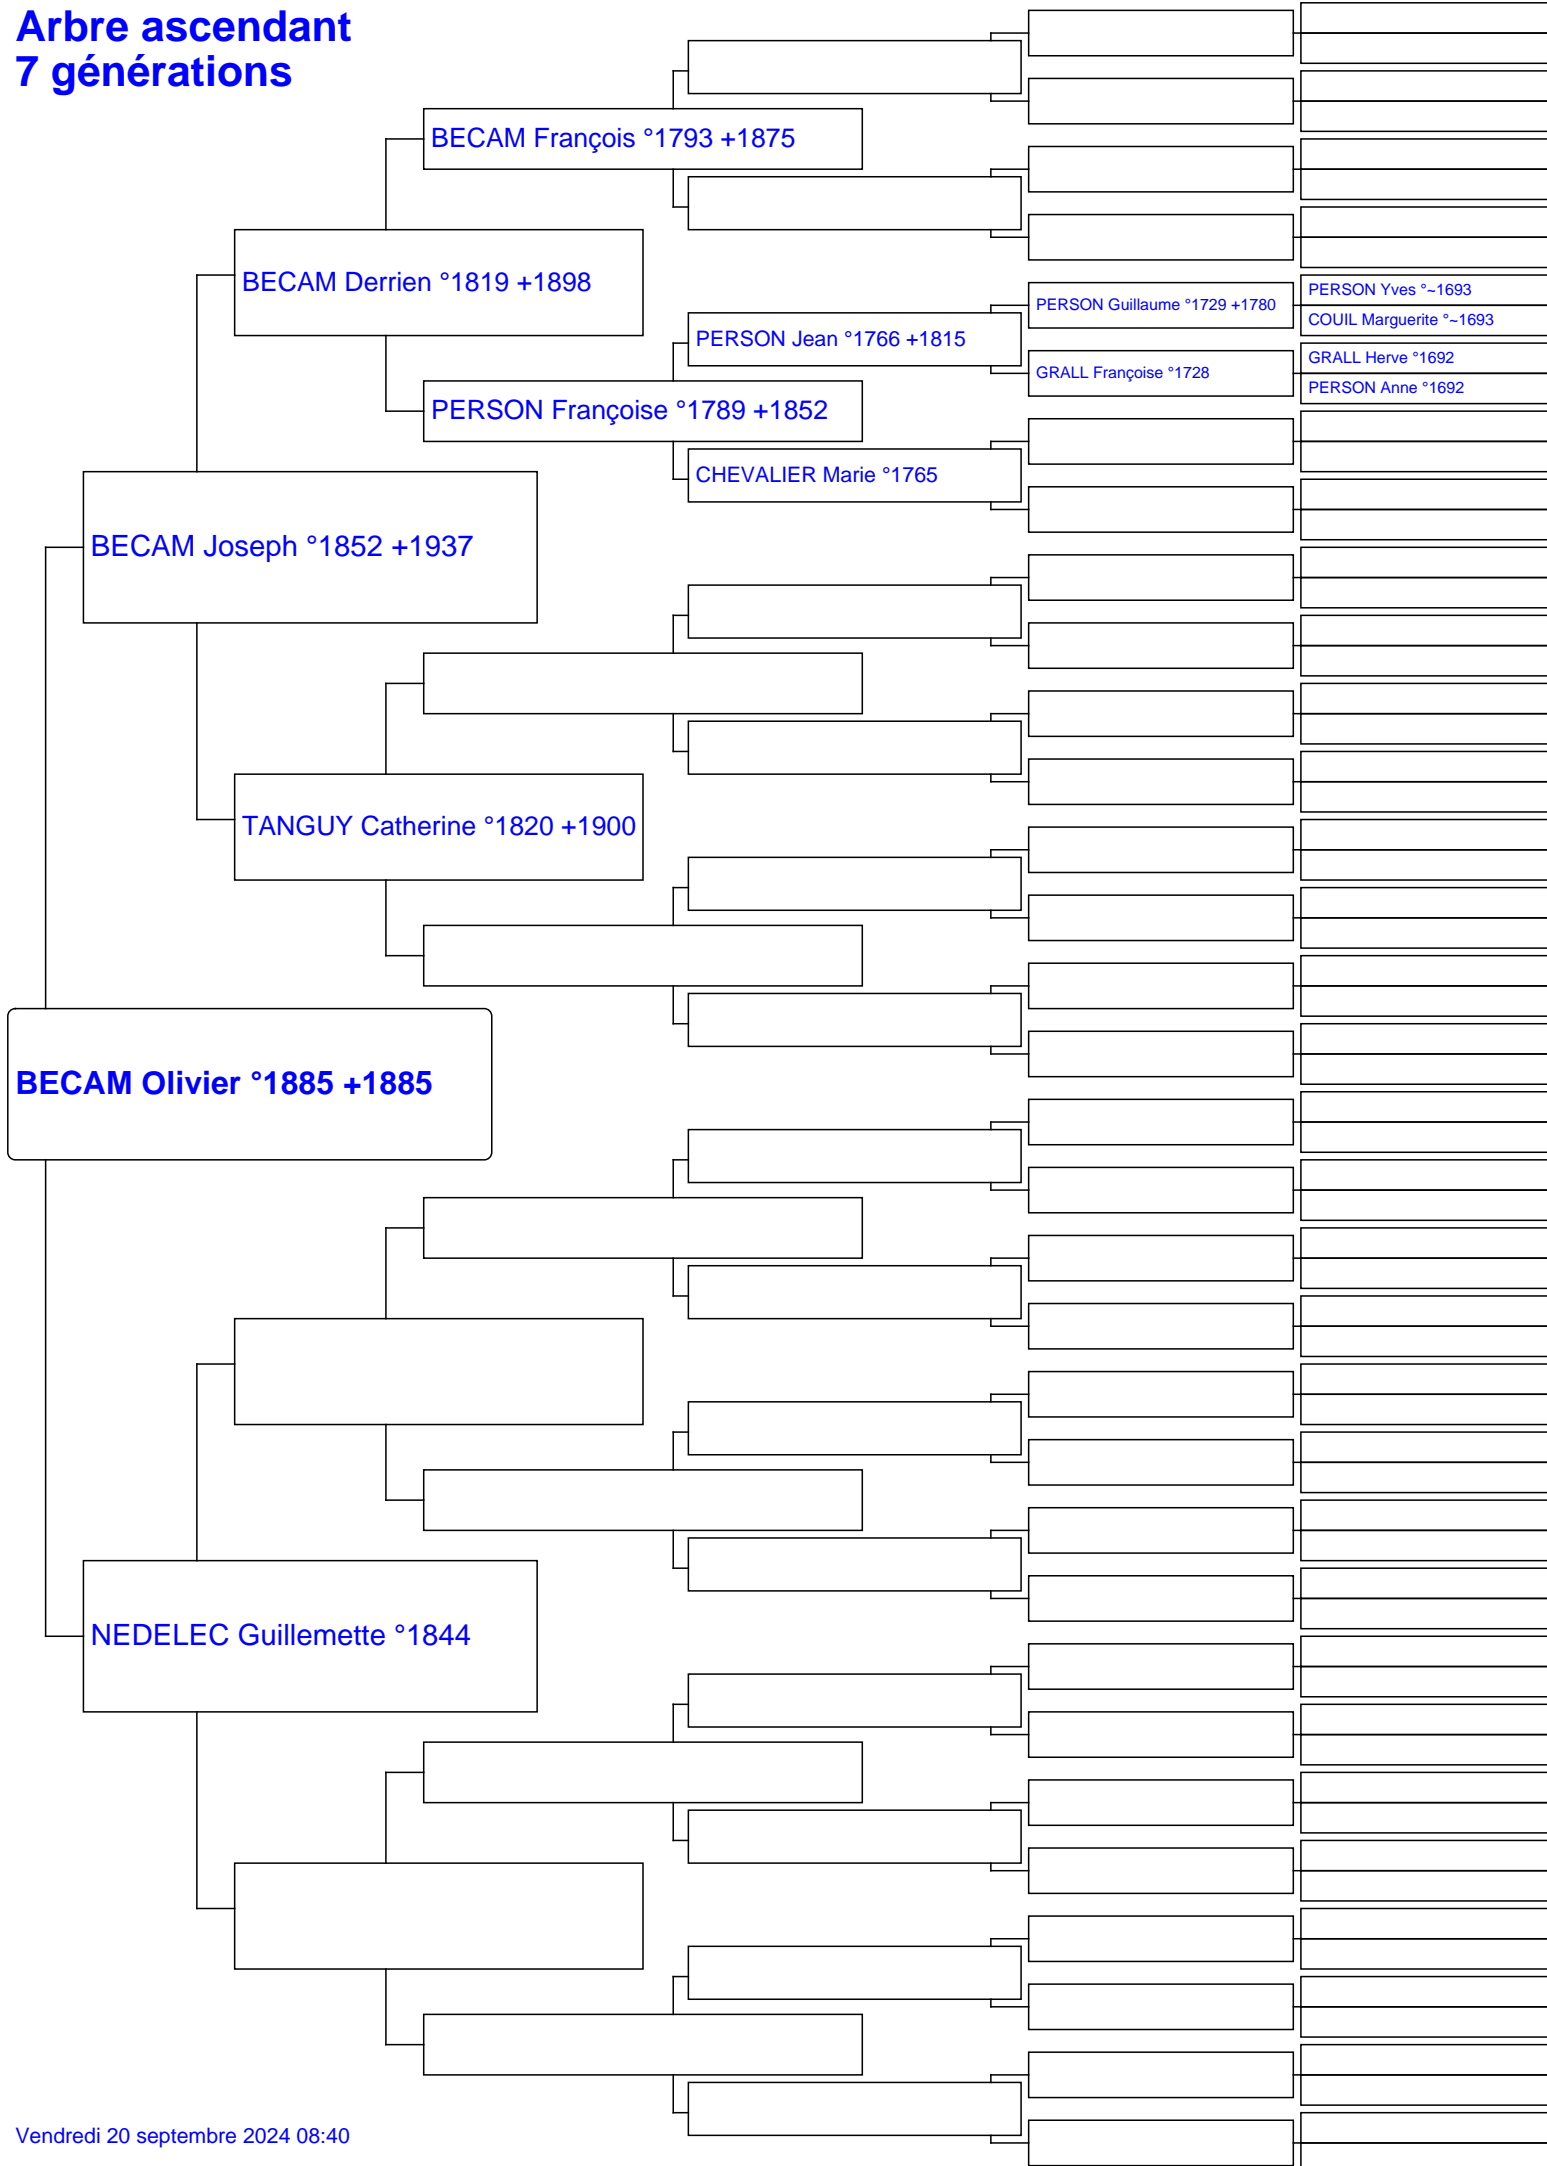 Arbre ascendant
7 générations
BECAM François °1793 +1875
BECAM Derrien °1819 +1898
PERSON Yves °~1693
PERSON Guillaume °1729 +1780
COUIL Marguerite °~1693
PERSON Jean °1766 +1815
GRALL Herve °1692
GRALL Françoise °1728
PERSON Anne °1692
PERSON Françoise °1789 +1852
CHEVALIER Marie °1765
BECAM Joseph °1852 +1937
TANGUY Catherine °1820 +1900
BECAM Olivier °1885 +1885
NEDELEC Guillemette °1844
Vendredi 20 septembre 2024 08:40